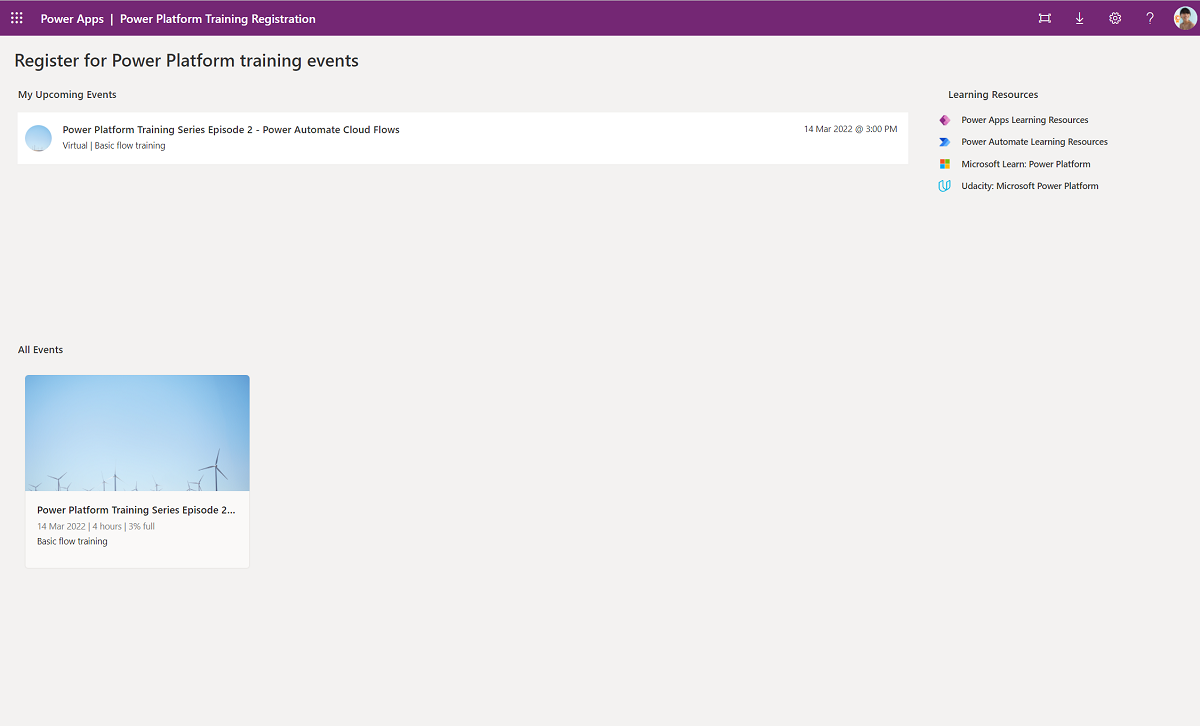 Power Apps | Power Platform Training Registration
?
Register for Power Platform training events
My Upcoming Events
Power Platform Training Series Episode 2 - Power Automate Cloud Flows
14 Mar 2022 @ 3:00 PM
Virtual | Basic flow training
Learning Resources
Power Apps Learning Resources
Power Automate Learning Resources
Microsoft Learn: Power Platform
Udacity: Microsoft Power Platform
All Events
Power Platform Training Series Episode 2...
14 Mar 2022 | 4 hours | 3% full
Basic flow training